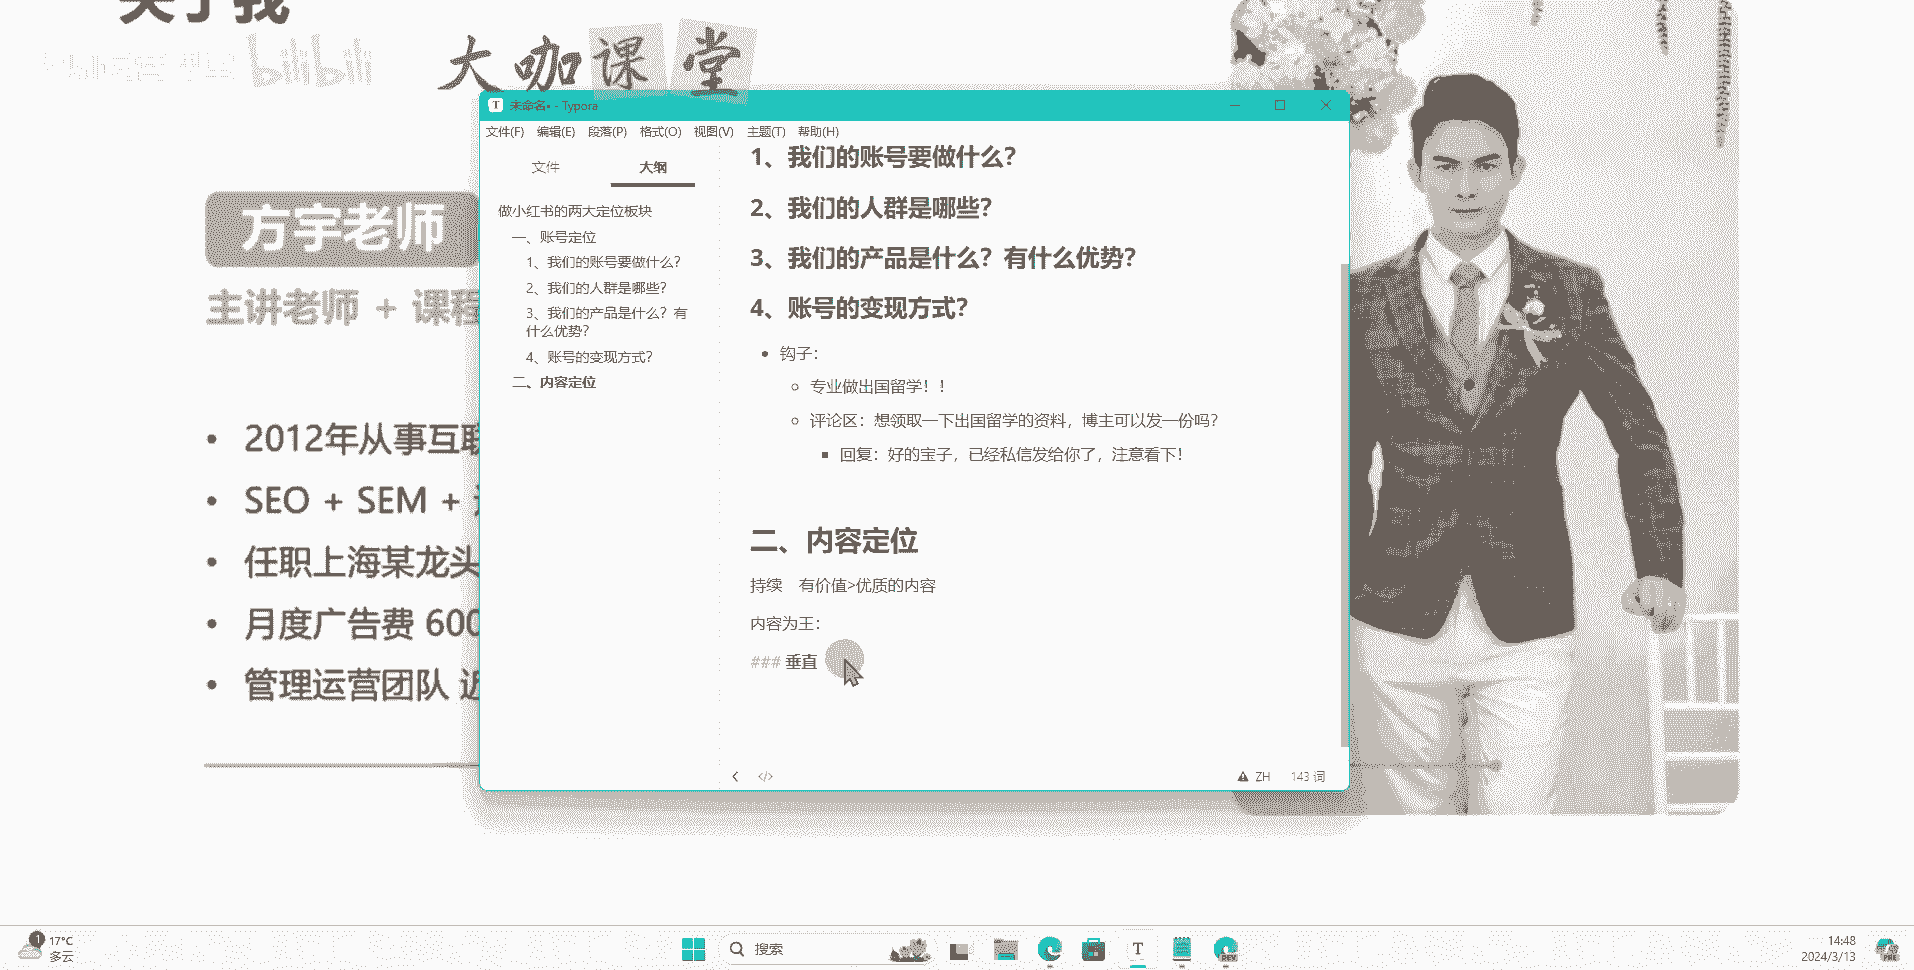 关于我
bilibili
大咖课堂
方宇老师
主讲老师 + 课程
2012年从事互联
SEO + SEM +
任职上海某龙头
月度广告费 600
管理运营团队 近
未命名• - Typora
文件(F) 编辑(E) 段落(P) 格式(O) 视图(V) 主题(T) 帮助(H)
文件 大纲
做小红书的两大定位板块
一、账号定位
1、我们的账号要做什么？
2、我们的人群是哪些？
3、我们的产品是什么？有
什么优势？
4、账号的变现方式？
二、内容定位
1、我们的账号要做什么？
2、我们的人群是哪些？
3、我们的产品是什么？有什么优势？
4、账号的变现方式？
钩子：
专业做出国留学！！
评论区：想领取一下出国留学的资料，博主可以发一份吗？
回复：好的宝子，已经私信发给你了，注意看下！
二、内容定位
持续 有价值>优质的内容
内容为王：
### 垂直
</> ZH 143 词
1
17°C
多云
搜索
T
DEV
14:48
2024/3/13
PRE